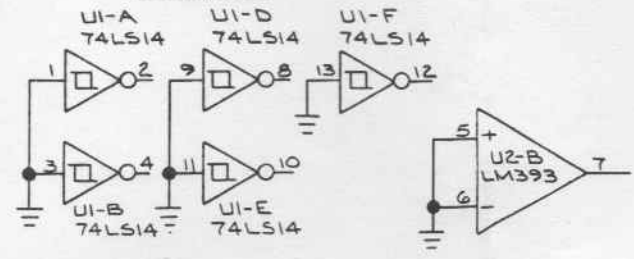 U1-A U1-D U1-F
74LS14 74LS14 74LS14
1 2 9 8 13 12
5 + 7
U2-B
LM393
3 4 11 10
6 -
U1-B U1-E
74LS14 74LS14